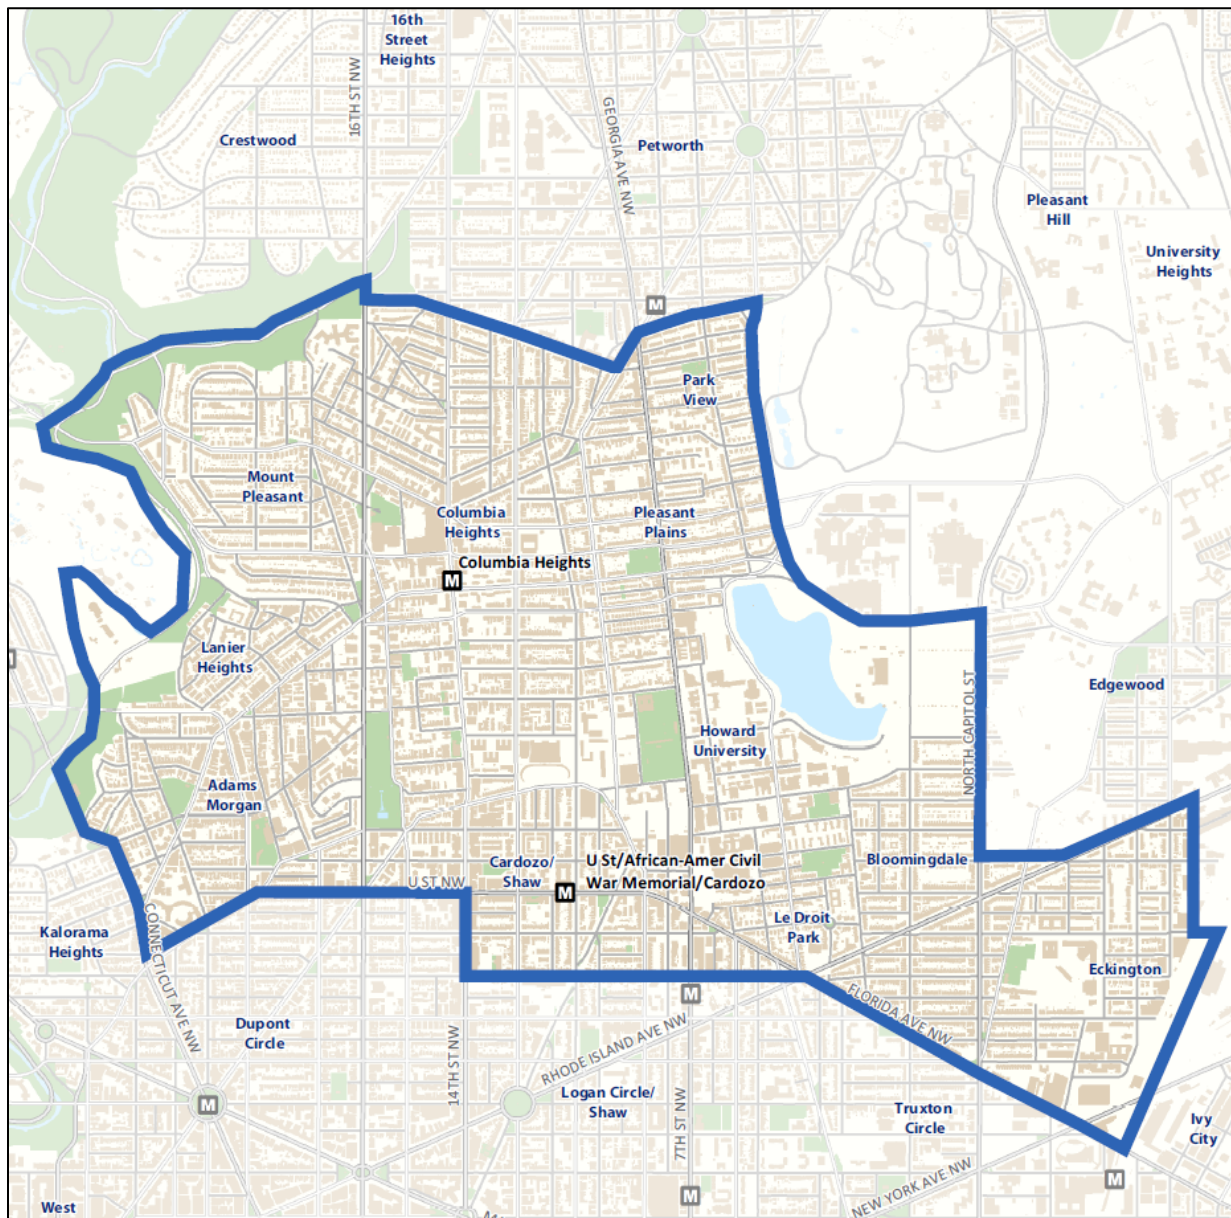 16th
Street
Heights
16TH ST NW
Crestwood
GEORGIA AVE NW
Petworth
Pleasant
Hill
University
Heights
M
Park
View
Mount
Pleasant
Columbia
Heights
Pleasant
Plains
Columbia Heights
M
Lanier
Heights
Edgewood
NORTH CAPITOL ST
Howard
University
Adams
Morgan
Cardozo/
Shaw
U St/African-Amer Civil
War Memorial/Cardozo
M
Bloomingdale
U ST NW
Le Droit
Park
Kalorama
Heights
CONNECTICUT AVE NW
Eckington
M
FLORIDA AVE NW
Dupont
Circle
14TH ST NW
RHODE ISLAND AVE NW
Logan Circle/
Shaw
7TH ST NW
M
Truxton
Circle
Ivy
City
NEW YORK AVE NW
M
M
West